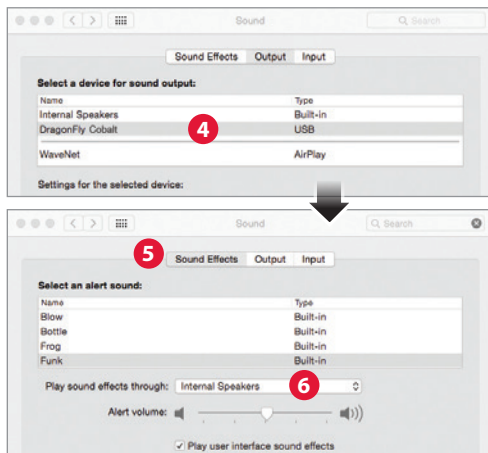 Sound
Search
Sound Effects Output Input
Select a device for sound output:
Name Type
Internal Speakers Built-in
DragonFly Cobalt 4 USB
WaveNet AirPlay
Settings for the selected device:
Sound
Search
5 Sound Effects Output Input
Select an alert sound:
Name Type
Blow Built-in
Bottle Built-in
Frog Built-in
Funk Built-in
Play sound effects through: Internal Speakers 6
Alert volume:
Play user interface sound effects